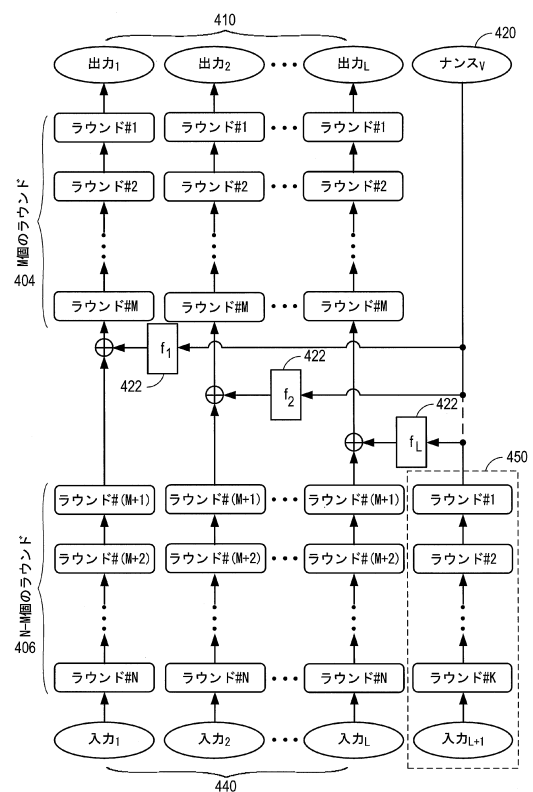 410
420
出力1 出力2 ••• 出力L ナンスV
ラウンド#1 ラウンド#1 ••• ラウンド#1
ラウンド#2 ラウンド#2 ••• ラウンド#2
M個のラウンド
404
ラウンド#M ラウンド#M ••• ラウンド#M
f1
422
422
f2
422
fL
450
ラウンド#(M+1) ラウンド#(M+1) ••• ラウンド#(M+1) ラウンド#1
ラウンド#(M+2) ラウンド#(M+2) ••• ラウンド#(M+2) ラウンド#2
N-M個のラウンド
406
ラウンド#N ラウンド#N ••• ラウンド#N ラウンド#K
入力1 入力2 ••• 入力L 入力L+1
440